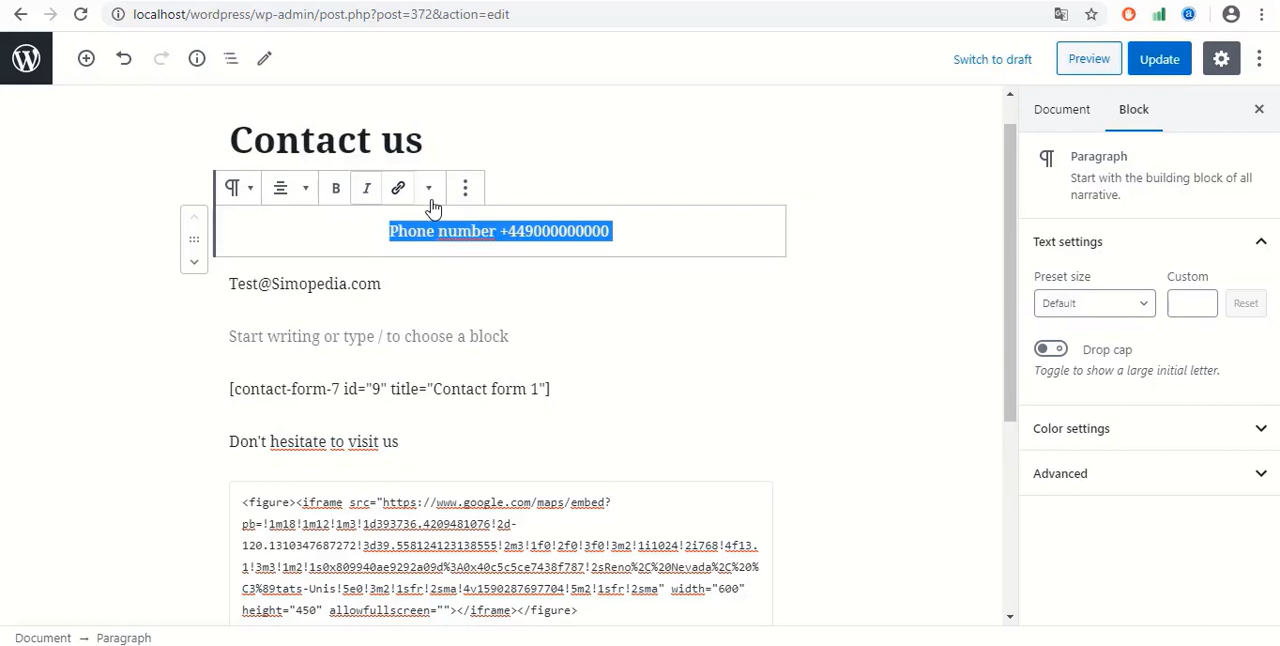 localhost/wordpress/wp-admin/post.php?post=372&action=edit
Switch to draft
Preview
Update
Contact us
Document
Block
Paragraph
Start with the building block of all
narrative.
B I
Phone number +449000000000
Test@Simopedia.com
Start writing or type / to choose a block
[contact-form-7 id="9" title="Contact form 1"]
Don't hesitate to visit us
<figure><iframe src="https://www.google.com/maps/embed?
pb=!1m18!1m12!1m3!1d393736.4209481076!2d-
120.1310347687272!3d39.558124123138555!2m3!1f0!2f0!3f0!3m2!1i1024!2i768!4f13.
1!3m3!1m2!1s0x809940ae9292a09d%3A0x40c5c5ce7438f787!2sReno%2C%20Nevada%2C%20%
C3%89tats-Unis!5e0!3m2!1sfr!2sma!4v1590287697704!5m2!1sfr!2sma" width="600"
height="450" allowfullscreen=""></iframe></figure>
Text settings
Preset size
Custom
Default
Reset
Drop cap
Toggle to show a large initial letter.
Color settings
Advanced
Document → Paragraph